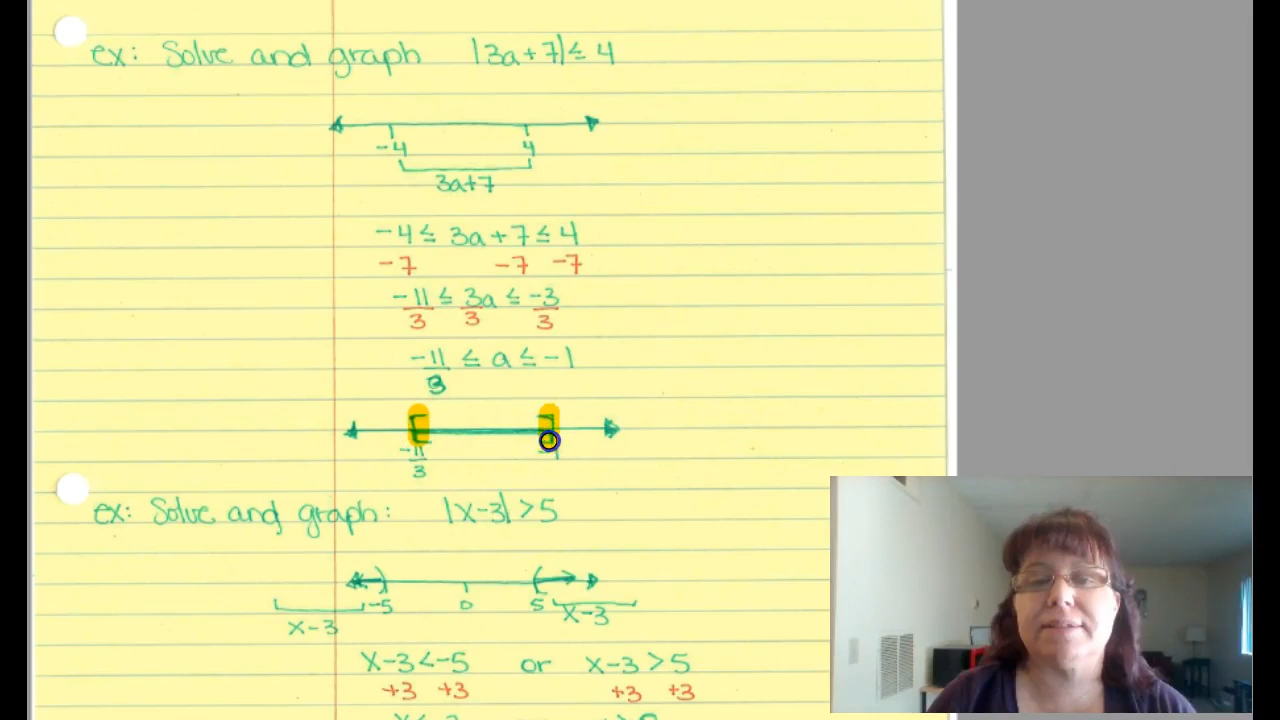 ex: Solve and graph |3a+7| ≤ 4
-4 4
3a+7
-4 ≤ 3a+7 ≤ 4
-7 -7 -7
-11 ≤ 3a ≤ -3
3 3 3
-11 ≤ a ≤ -1
3
-11
3
ex: Solve and graph: |x-3| > 5
-5 0 5
x-3 x-3
x-3 < -5 or x-3 > 5
+3 +3 +3 +3